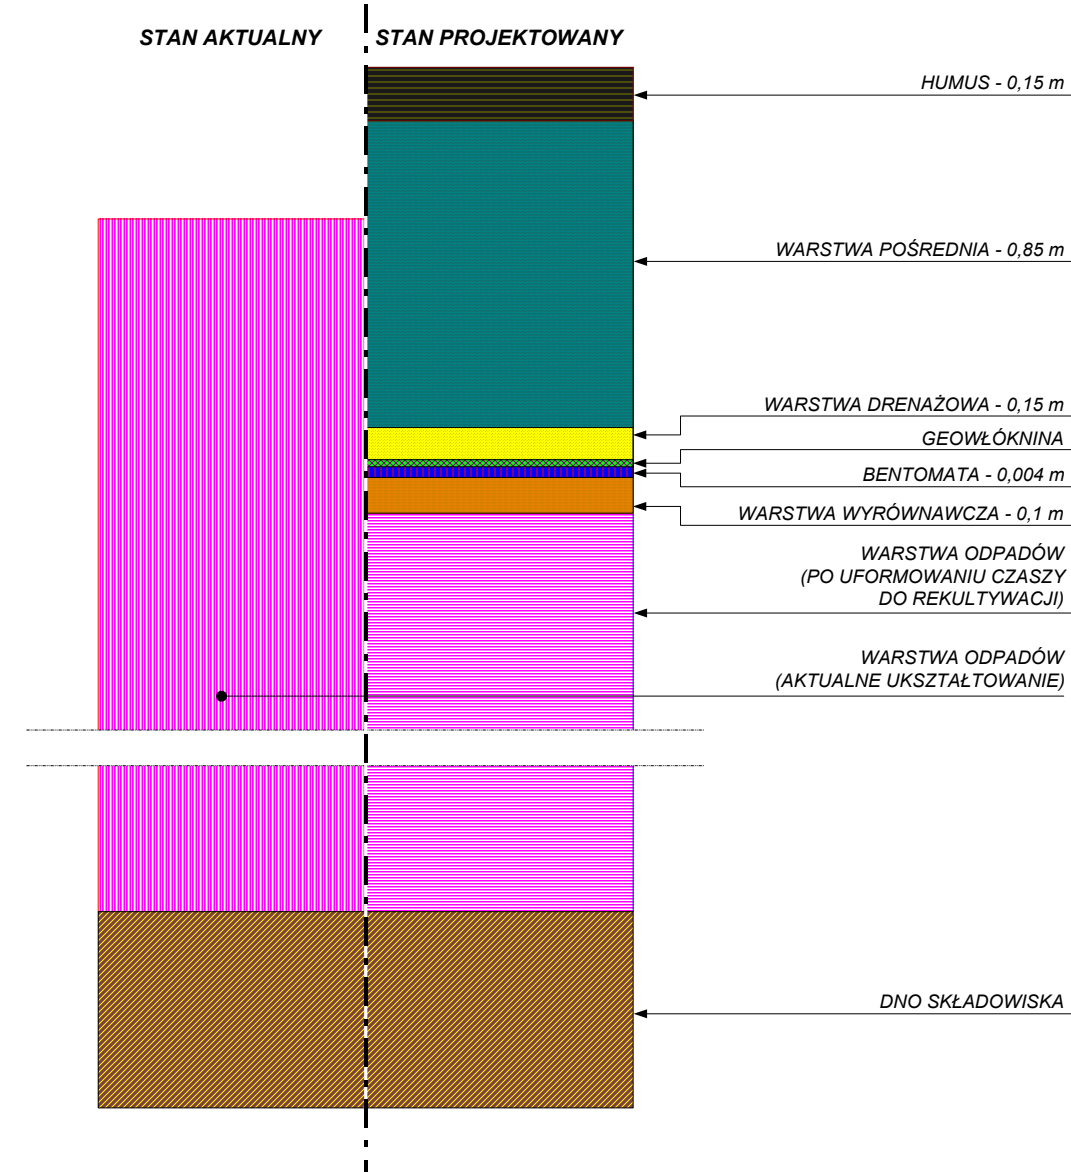 STAN AKTUALNY
STAN PROJEKTOWANY
HUMUS - 0,15 m
WARSTWA POŚREDNIA - 0,85 m
WARSTWA DRENAŻOWA - 0,15 m
GEOWŁÓKNINA
BENTOMATA - 0,004 m
WARSTWA WYRÓWNAWCZA - 0,1 m
WARSTWA ODPADÓW
(PO UFORMOWANIU CZASZY
DO REKULTYWACJI)
WARSTWA ODPADÓW
(AKTUALNE UKSZTAŁTOWANIE)
DNO SKŁADOWISKA